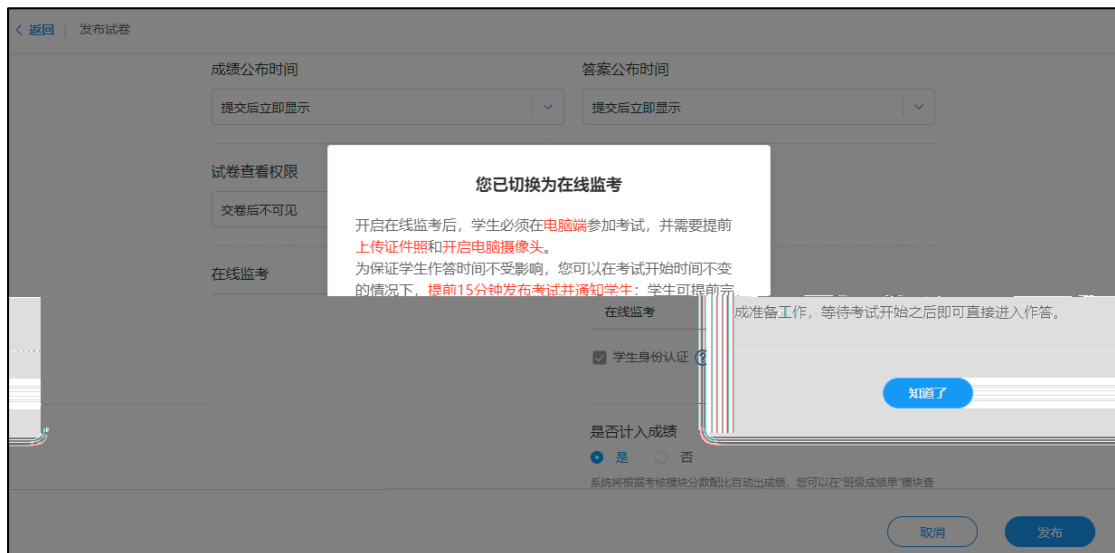 返回 | 发布试卷
成绩公布时间 答案公布时间
提交后立即显示 提交后立即显示
试卷查看权限
交卷后不可见
您已切换为在线监考
开启在线监考后，学生必须在电脑端参加考试，并需要提前
上传证件照和开启电脑摄像头。
为保证学生作答时间不受影响，您可以在考试开始时间不变
的情况下，提前15分钟发布考试并通知学生；学生可提前完
成准备工作，等待考试开始之后即可直接进入作答。
知道了
在线监考
在线监考
学生身份认证
是否计入成绩
是 否
系统将根据考核模块分数配比自动出成绩，您可以在“班级成绩单”模块查
取消 发布